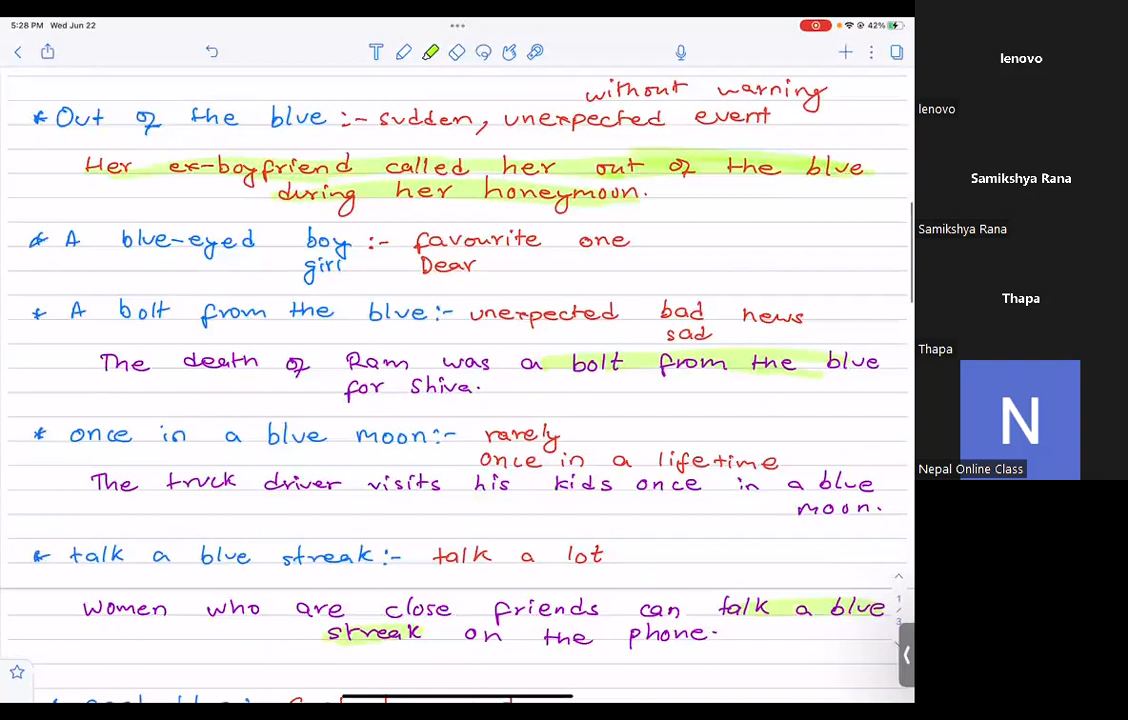 5:28 PM Wed Jun 22
42%
without warning
* Out of the blue :- sudden, unexpected event
Her ex-boyfriend called her out of the blue
during her honeymoon.
* A blue-eyed boy :- favourite one
girl Dear
* A bolt from the blue:- unexpected bad news
sad
The death of Ram was a bolt from the blue
for Shiva.
* once in a blue moon:- rarely
once in a lifetime
The truck driver visits his kids once in a blue
moon.
* talk a blue streak:- talk a lot
Women who are close friends can talk a blue
streak on the phone.
1
/
3
lenovo
lenovo
Samikshya Rana
Samikshya Rana
Thapa
Thapa
N
Nepal Online Class